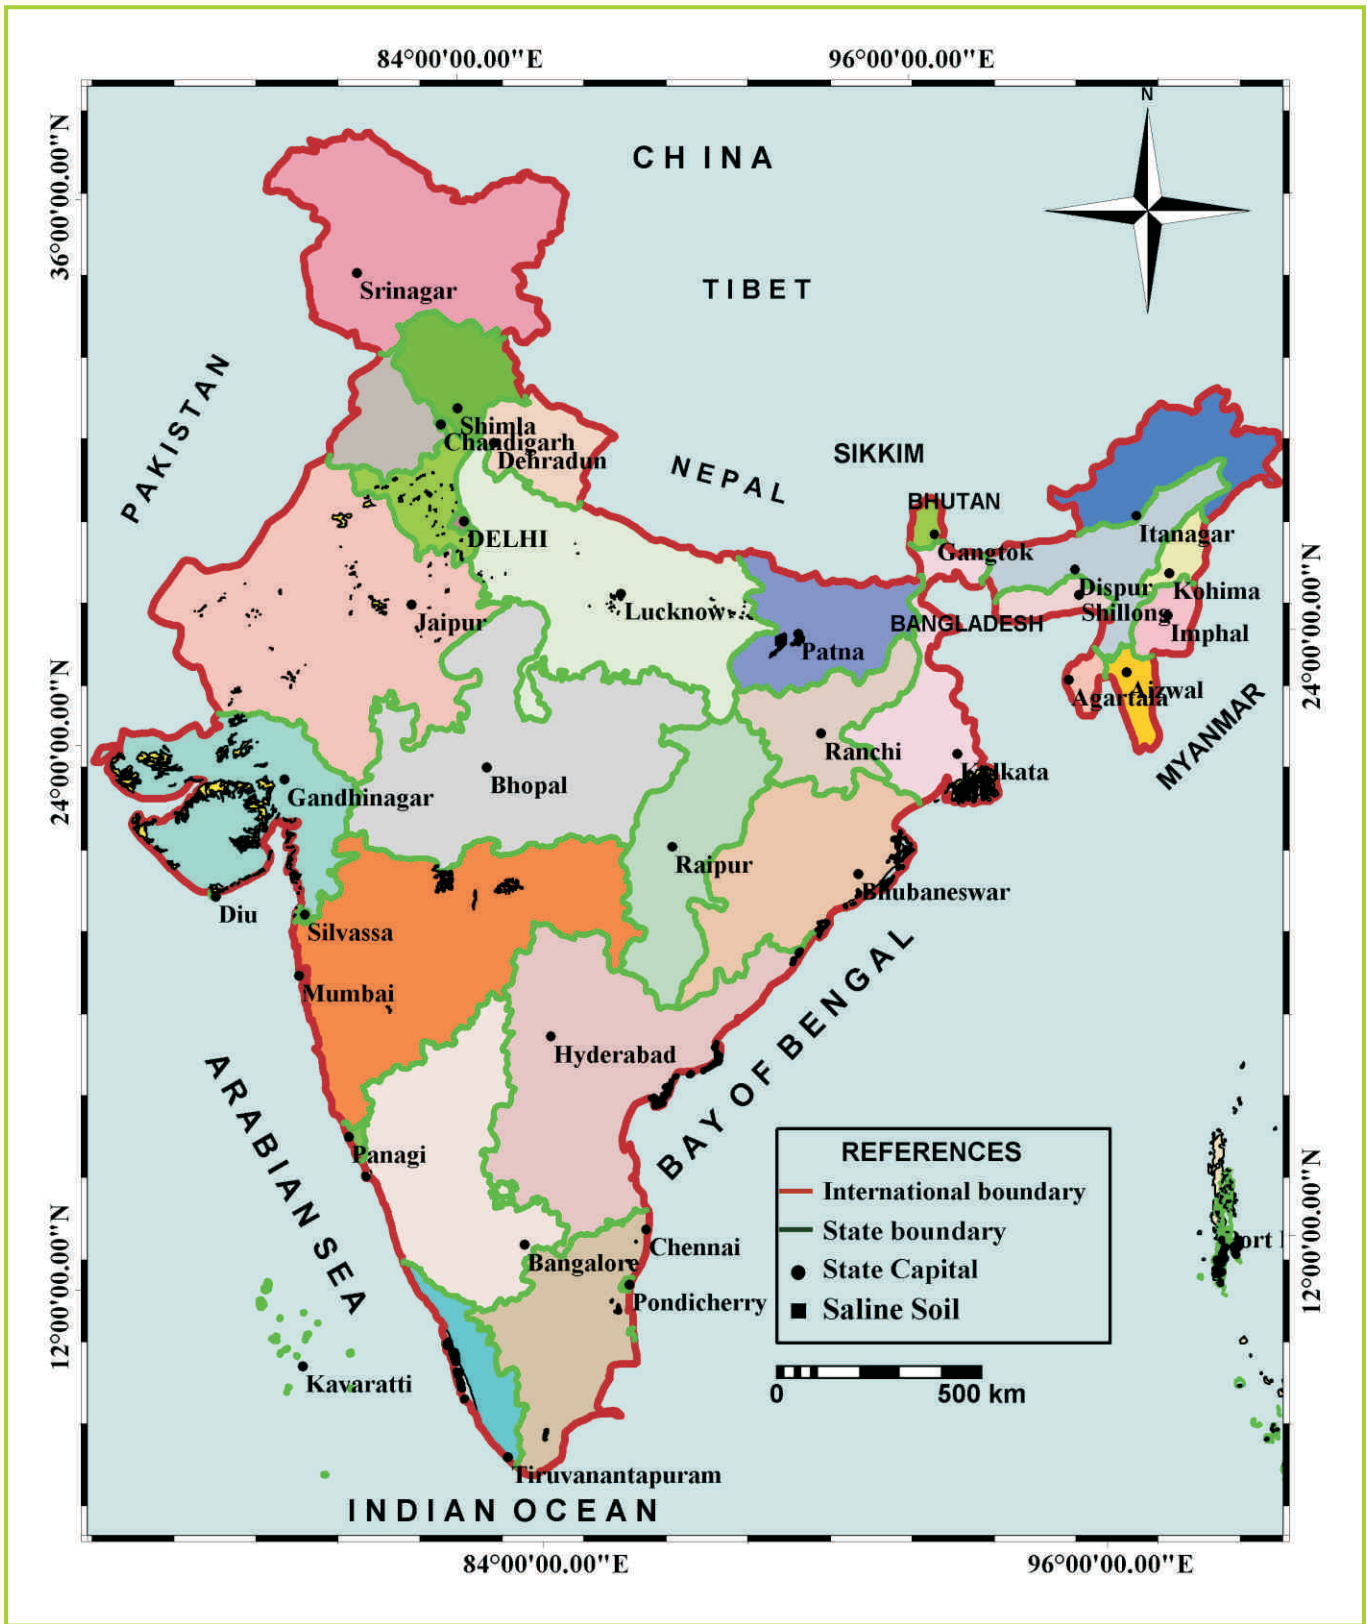 84°00'00.00"E
96°00'00.00"E
N
36°00'00.00"N
CHINA
TIBET
Srinagar
PAKISTAN
Shimla
Chandigarh
Dehradun
SIKKIM
NEPAL
BHUTAN
DELHI
Itanagar
Gangtok
Dispur
Kohima
Lucknow
Shillong
Jaipur
BANGLADESH
Imphal
Patna
24°00'00.00"N
24°00'00.00"N
Aizwal
Agartala
MYANMAR
Ranchi
Kolkata
Bhopal
Gandhinagar
Raipur
Bhubaneswar
Diu
Silvassa
Mumbai
BAY OF BENGAL
Hyderabad
ARABIAN SEA
REFERENCES
Panagi
International boundary
State boundary
Chennai
Bangalore
State Capital
Pondicherry
Saline Soil
12°00'00.00"N
12°00'00.00"N
Kavaratti
0 500 km
Tiruvanantapuram
INDIAN OCEAN
84°00'00.00"E
96°00'00.00"E